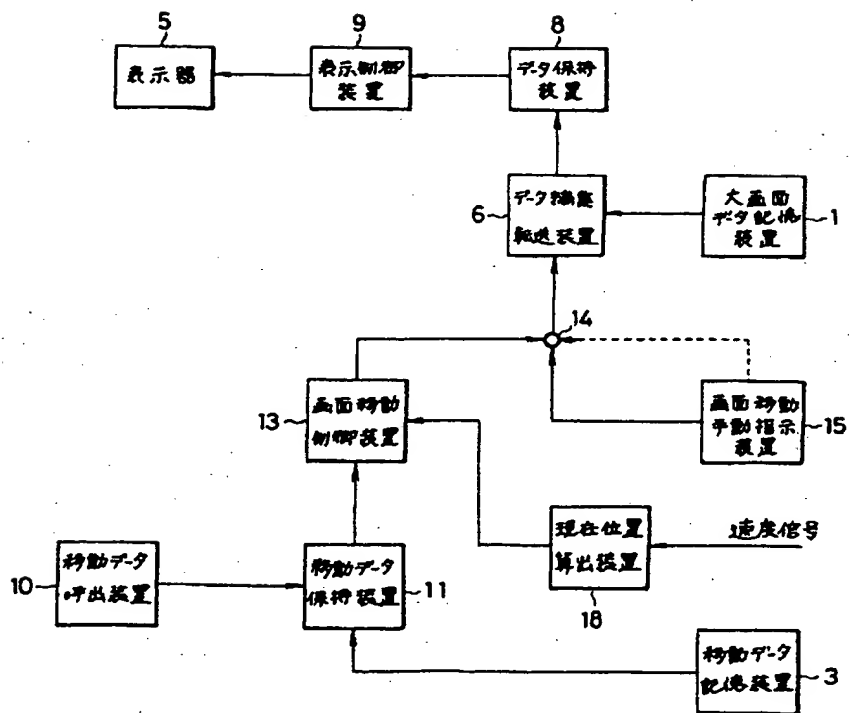 5
表示器
9
表示制御
装置
8
データ保持
装置
6
データ編集
転送装置
大画面
データ記憶
装置
1
14
13
画面移動
制御装置
画面移動
手動指示
装置
15
現在位置
算出装置
18
速度信号
10
移動データ
呼出装置
移動データ
保持装置
11
移動データ
記憶装置
3